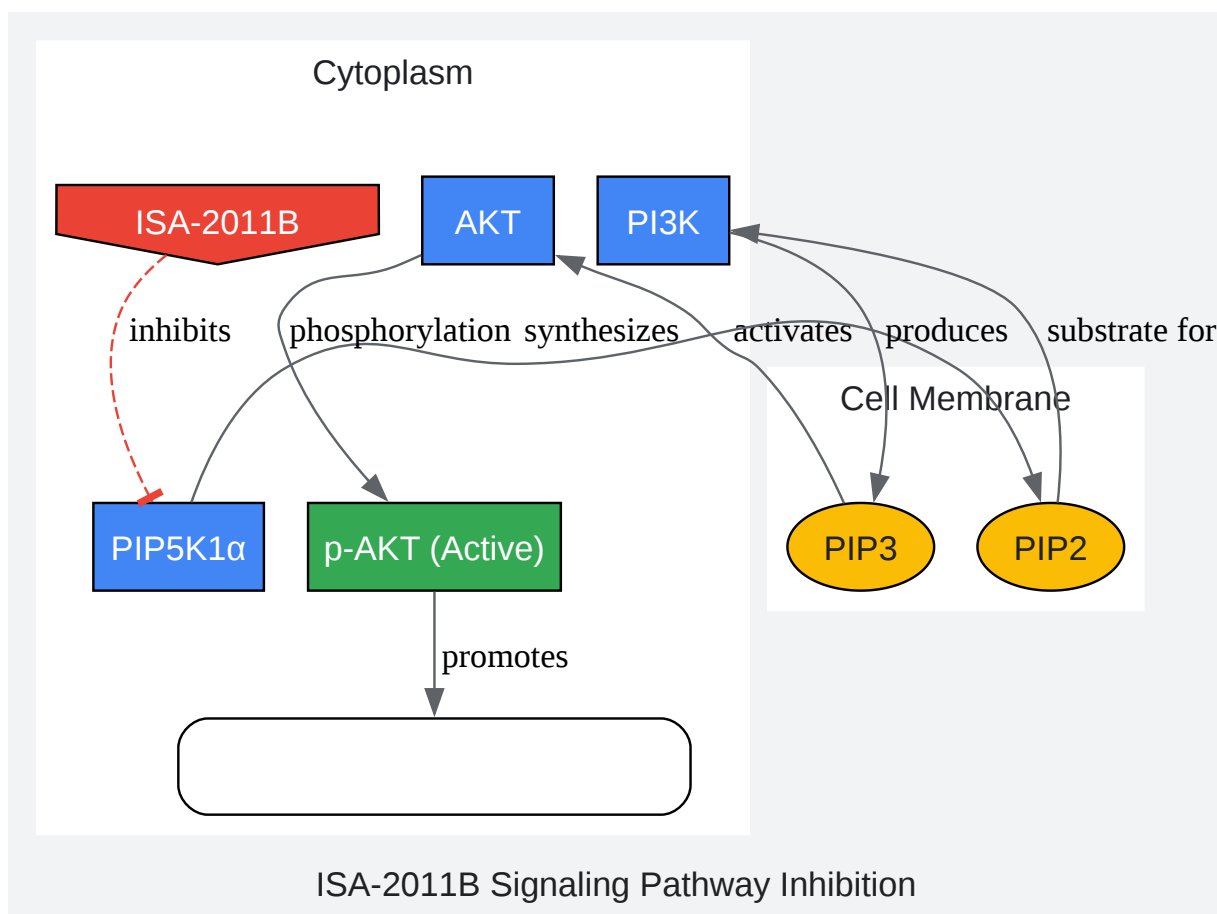 Cytoplasm
ISA-2011B
AKT
PI3K
inhibits
phosphorylation
synthesizes
activates
produces
substrate for
Cell Membrane
PIP5K1α
p-AKT (Active)
PIP3
PIP2
promotes
ISA-2011B Signaling Pathway Inhibition